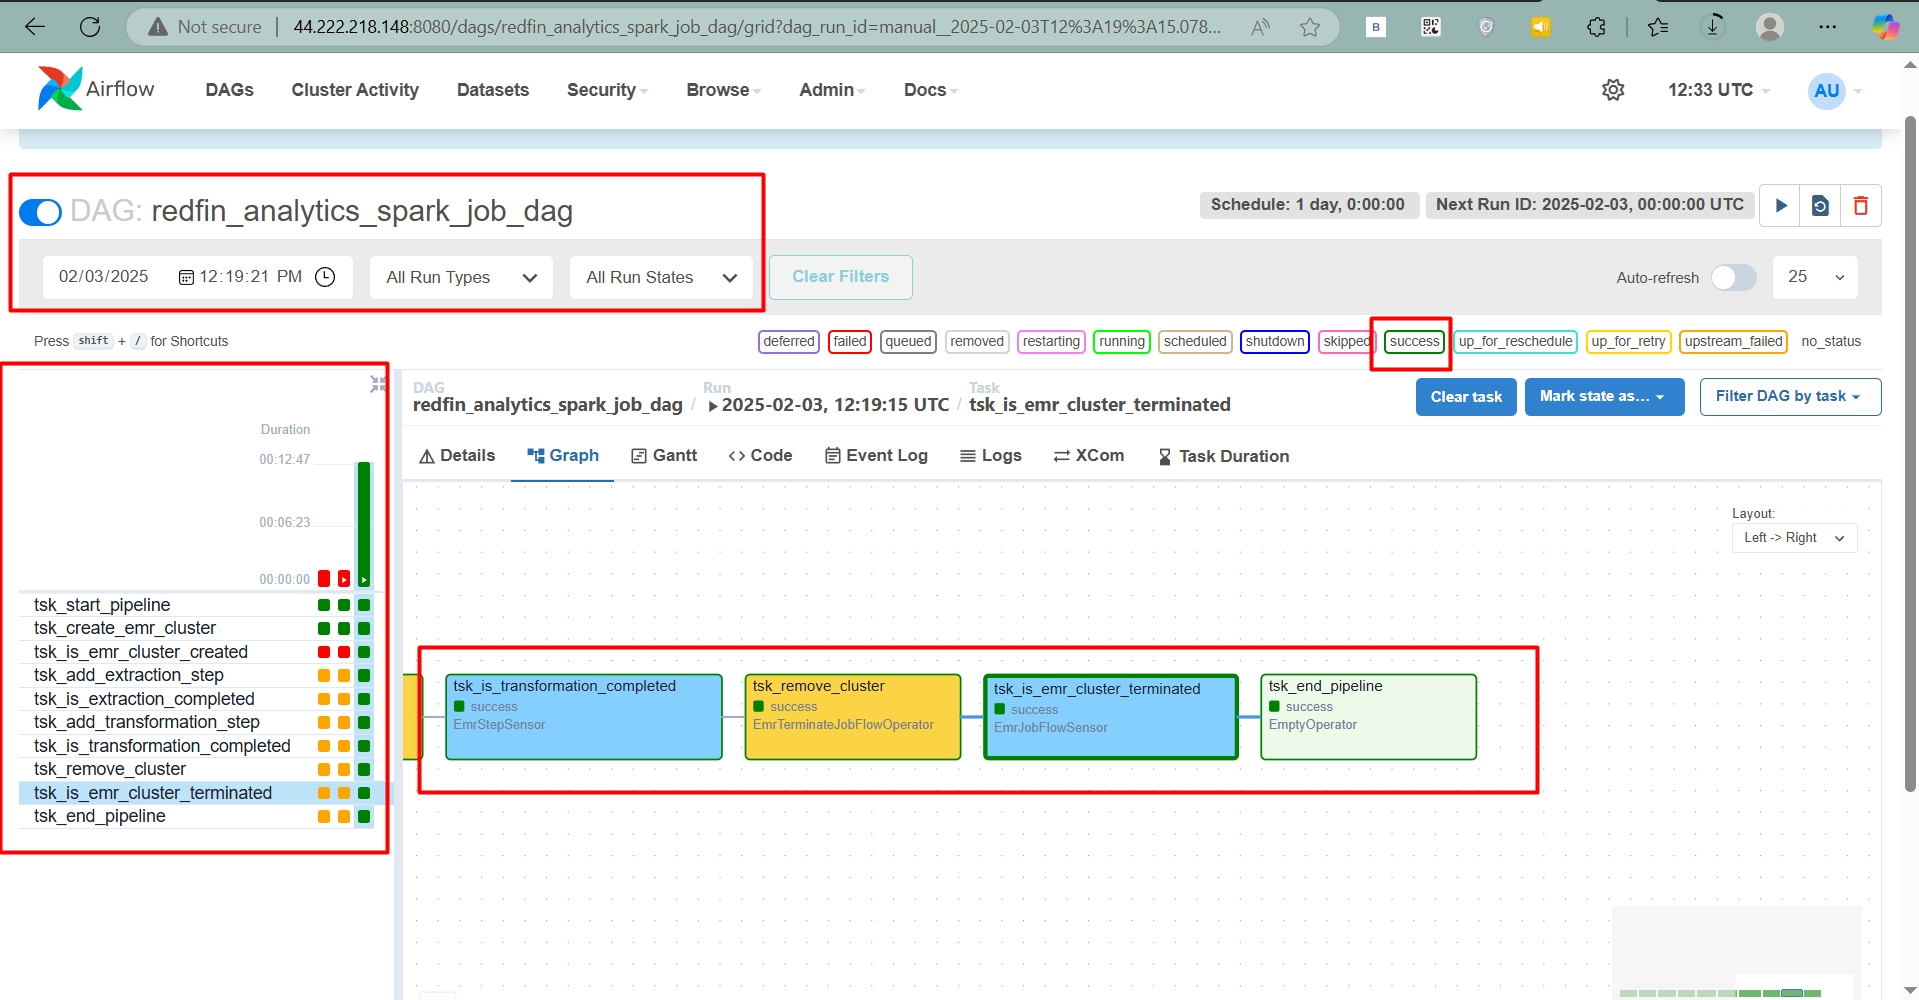 Not secure 44.222.218.148:8080/dags/redfin_analytics_spark_job_dag/grid?dag_run_id=manual__2025-02-03T12%3A19%3A15.078...
Airflow DAGs Cluster Activity Datasets Security Browse Admin Docs 12:33 UTC AU
DAG: redfin_analytics_spark_job_dag
Schedule: 1 day, 0:00:00 Next Run ID: 2025-02-03, 00:00:00 UTC
02/03/2025 12:19:21 PM All Run Types All Run States Clear Filters Auto-refresh 25
Press shift + / for Shortcuts
deferred failed queued removed restarting running scheduled shutdown skipped success up_for_reschedule up_for_retry upstream_failed no_status
DAG Run Task
redfin_analytics_spark_job_dag / 2025-02-03, 12:19:15 UTC / tsk_is_emr_cluster_terminated
Clear task Mark state as... Filter DAG by task
Details Graph Gantt Code Event Log Logs XCom Task Duration
Duration
00:12:47
00:06:23
00:00:00
tsk_start_pipeline
tsk_create_emr_cluster
tsk_is_emr_cluster_created
tsk_add_extraction_step
tsk_is_extraction_completed
tsk_add_transformation_step
tsk_is_transformation_completed
tsk_remove_cluster
tsk_is_emr_cluster_terminated
tsk_end_pipeline
Layout:
Left -> Right
tsk_is_transformation_completed
success
EmrStepSensor
tsk_remove_cluster
success
EmrTerminateJobFlowOperator
tsk_is_emr_cluster_terminated
success
EmrJobFlowSensor
tsk_end_pipeline
success
EmptyOperator